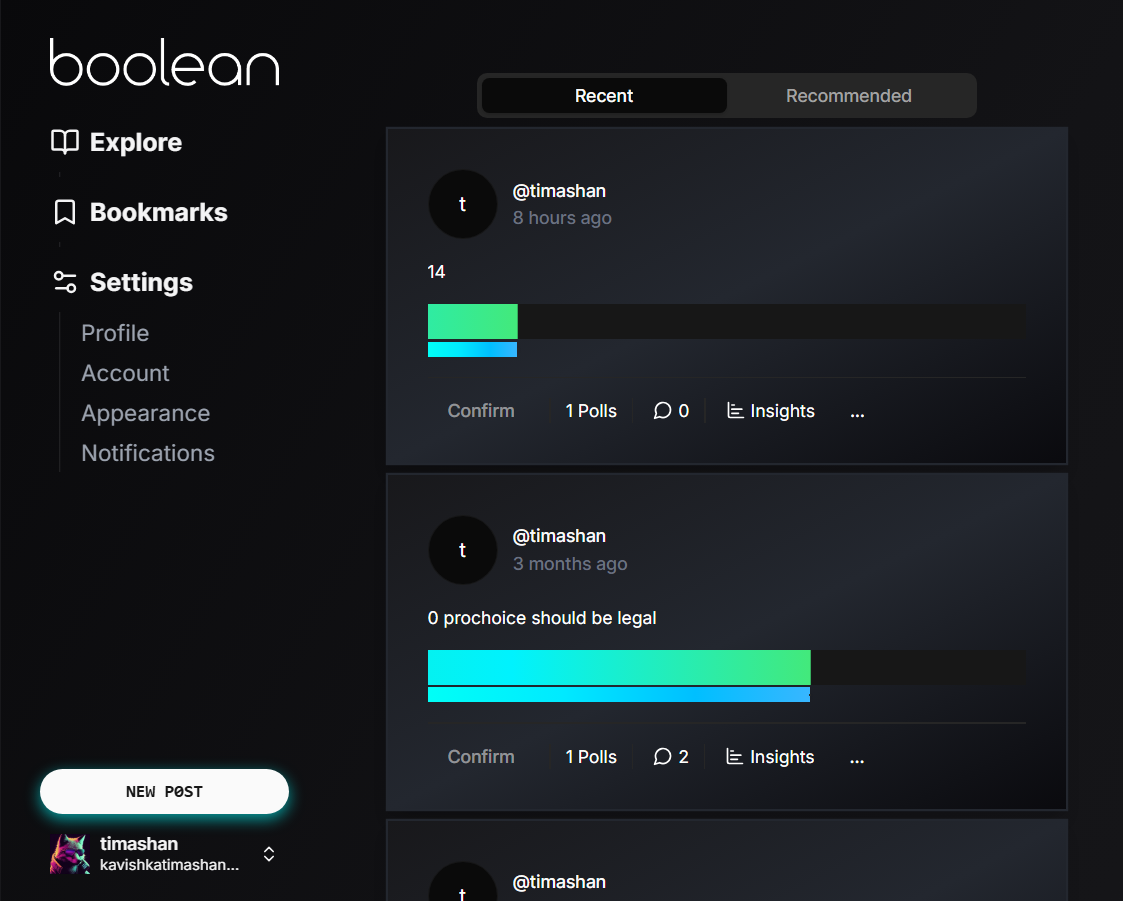 boolean
Explore
Bookmarks
Settings
Profile
Account
Appearance
Notifications
NEW POST
timashan
kavishkatimashan...
Recent
Recommended
t
@timashan
8 hours ago
14
Confirm
1 Polls
0
Insights
...
t
@timashan
3 months ago
0 prochoice should be legal
Confirm
1 Polls
2
Insights
...
t
@timashan